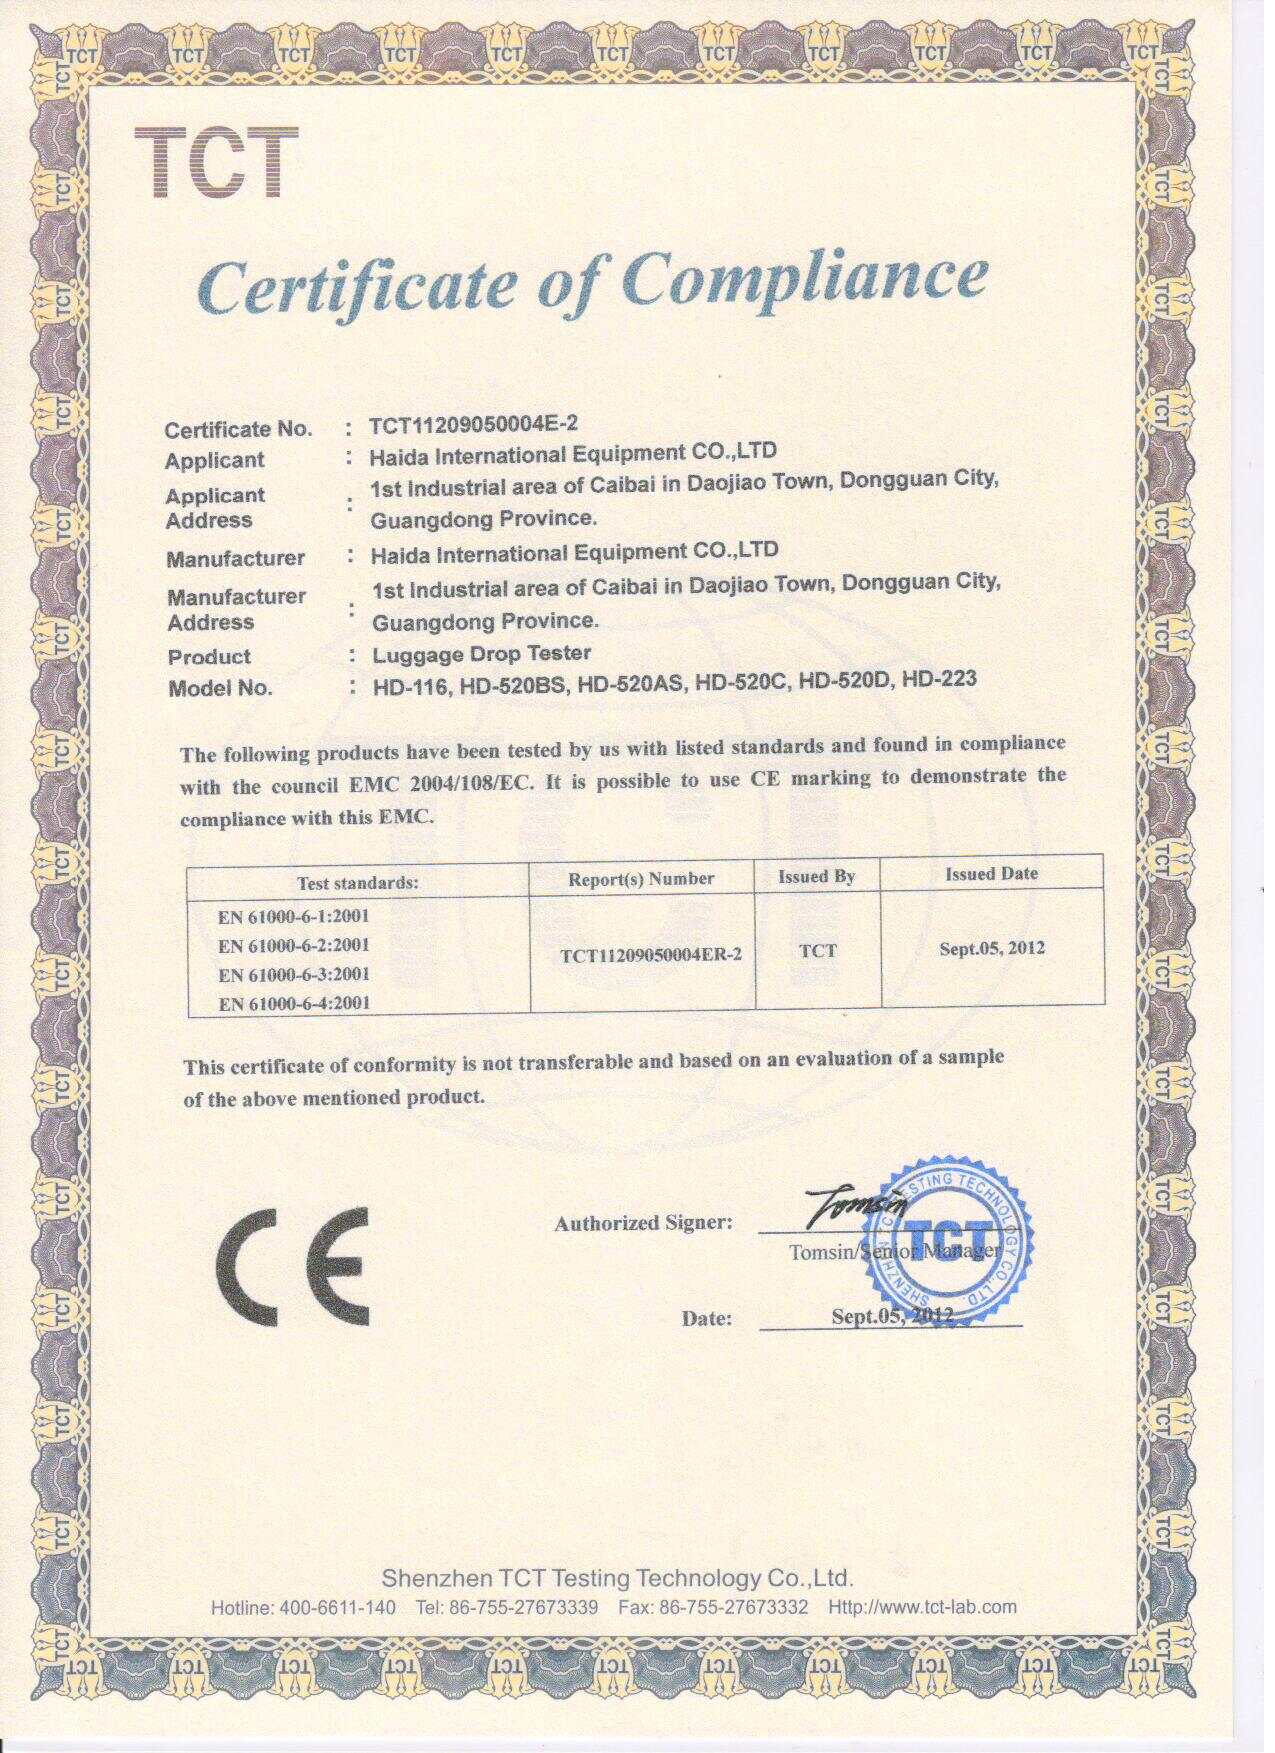 TCT
Certificate of Compliance
Certificate No. : TCT11209050004E-2
Applicant : Haida International Equipment CO.,LTD
Applicant Address : 1st Industrial area of Caibai in Daojiao Town, Dongguan City,
Guangdong Province.
Manufacturer : Haida International Equipment CO.,LTD
Manufacturer Address : 1st Industrial area of Caibai in Daojiao Town, Dongguan City,
Guangdong Province.
Product : Luggage Drop Tester
Model No. : HD-116, HD-520BS, HD-520AS, HD-520C, HD-520D, HD-223
The following products have been tested by us with listed standards and found in compliance
with the council EMC 2004/108/EC. It is possible to use CE marking to demonstrate the
compliance with this EMC.
Test standards: Report(s) Number Issued By Issued Date
EN 61000-6-1:2001
EN 61000-6-2:2001
EN 61000-6-3:2001
EN 61000-6-4:2001
TCT11209050004ER-2 TCT Sept.05, 2012
This certificate of conformity is not transferable and based on an evaluation of a sample
of the above mentioned product.
CE
Authorized Signer: Tomsin
Tomsin/Senior Manager
SHENZHEN TCT TESTING TECHNOLOGY CO.,LTD.
TCT
Date: Sept.05, 2012
Shenzhen TCT Testing Technology Co.,Ltd.
Hotline: 400-6611-140 Tel: 86-755-27673339 Fax: 86-755-27673332 Http://www.tct-lab.com